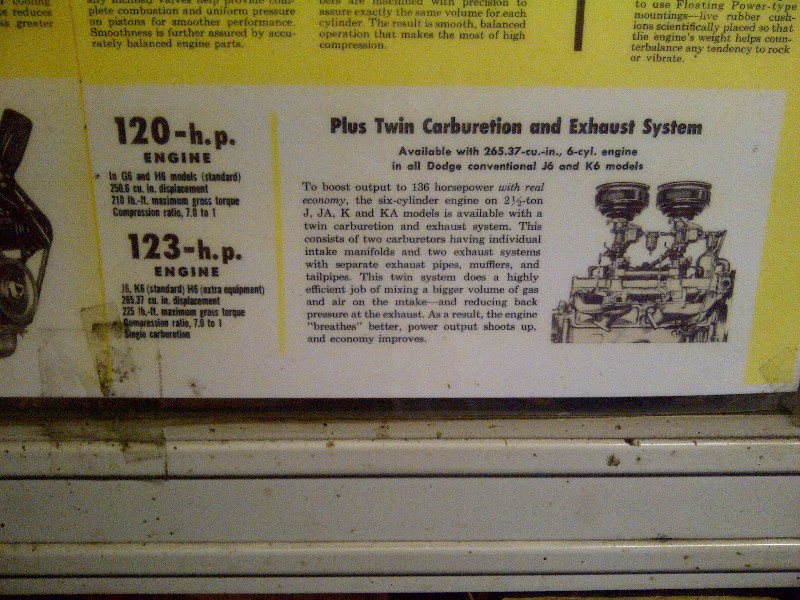 cooling
ke reduces
as greater
ally inclined valves help provide com-
plete combustion and uniform pressure
on pistons for smoother performance.
Smoothness is further assured by accu-
rately balanced engine parts.
bers are machined with precision to
assure exactly the same volume for each
cylinder. The result is smooth, balanced
operation that makes the most of high
compression.
to use Floating Power-type
mountings—live rubber cush-
ions scientifically placed so that
the engine's weight helps coun-
terbalance any tendency to rock
or vibrate.
120-h.p.
ENGINE
In G6 and H6 models (standard)
250.6 cu. in. displacement
210 lb.-ft. maximum gross torque
Compression ratio, 7.0 to 1
123-h.p.
ENGINE
J6, K6 (standard) H6 (extra equipment)
265.37 cu. in. displacement
225 lb.-ft. maximum gross torque
Compression ratio, 7.0 to 1
Single carburetion
Plus Twin Carburetion and Exhaust System
Available with 265.37-cu.-in., 6-cyl. engine
in all Dodge conventional J6 and K6 models
To boost output to 136 horsepower with real
economy, the six-cylinder engine on 2½-ton
J, JA, K and KA models is available with a
twin carburetion and exhaust system. This
consists of two carburetors having individual
intake manifolds and two exhaust systems
with separate exhaust pipes, mufflers, and
tailpipes. This twin system does a highly
efficient job of mixing a bigger volume of gas
and air on the intake—and reducing back
pressure at the exhaust. As a result, the engine
"breathes" better, power output shoots up,
and economy improves.